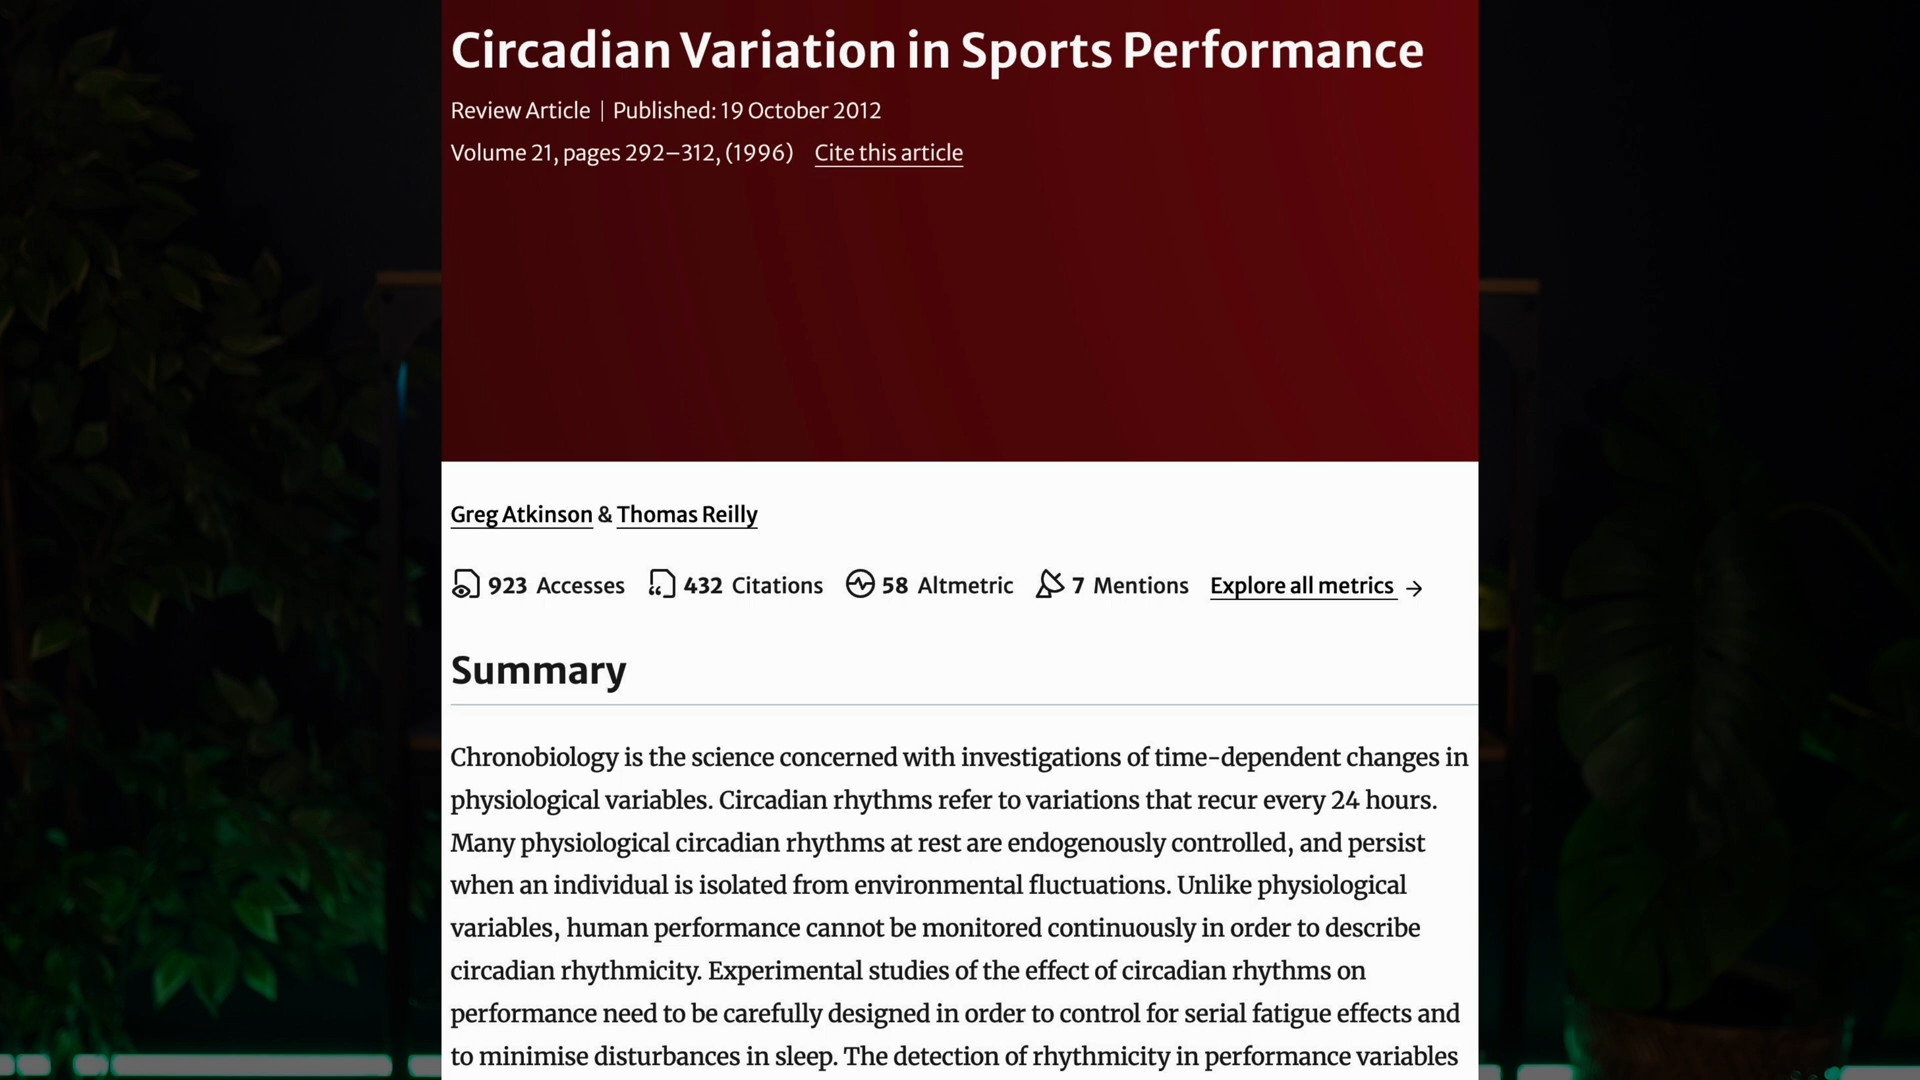 Circadian Variation in Sports Performance
Review Article | Published: 19 October 2012
Volume 21, pages 292–312, (1996) Cite this article
Greg Atkinson & Thomas Reilly
923 Accesses 432 Citations 58 Altmetric 7 Mentions Explore all metrics →
Summary
Chronobiology is the science concerned with investigations of time-dependent changes in
physiological variables. Circadian rhythms refer to variations that recur every 24 hours.
Many physiological circadian rhythms at rest are endogenously controlled, and persist
when an individual is isolated from environmental fluctuations. Unlike physiological
variables, human performance cannot be monitored continuously in order to describe
circadian rhythmicity. Experimental studies of the effect of circadian rhythms on
performance need to be carefully designed in order to control for serial fatigue effects and
to minimise disturbances in sleep. The detection of rhythmicity in performance variables